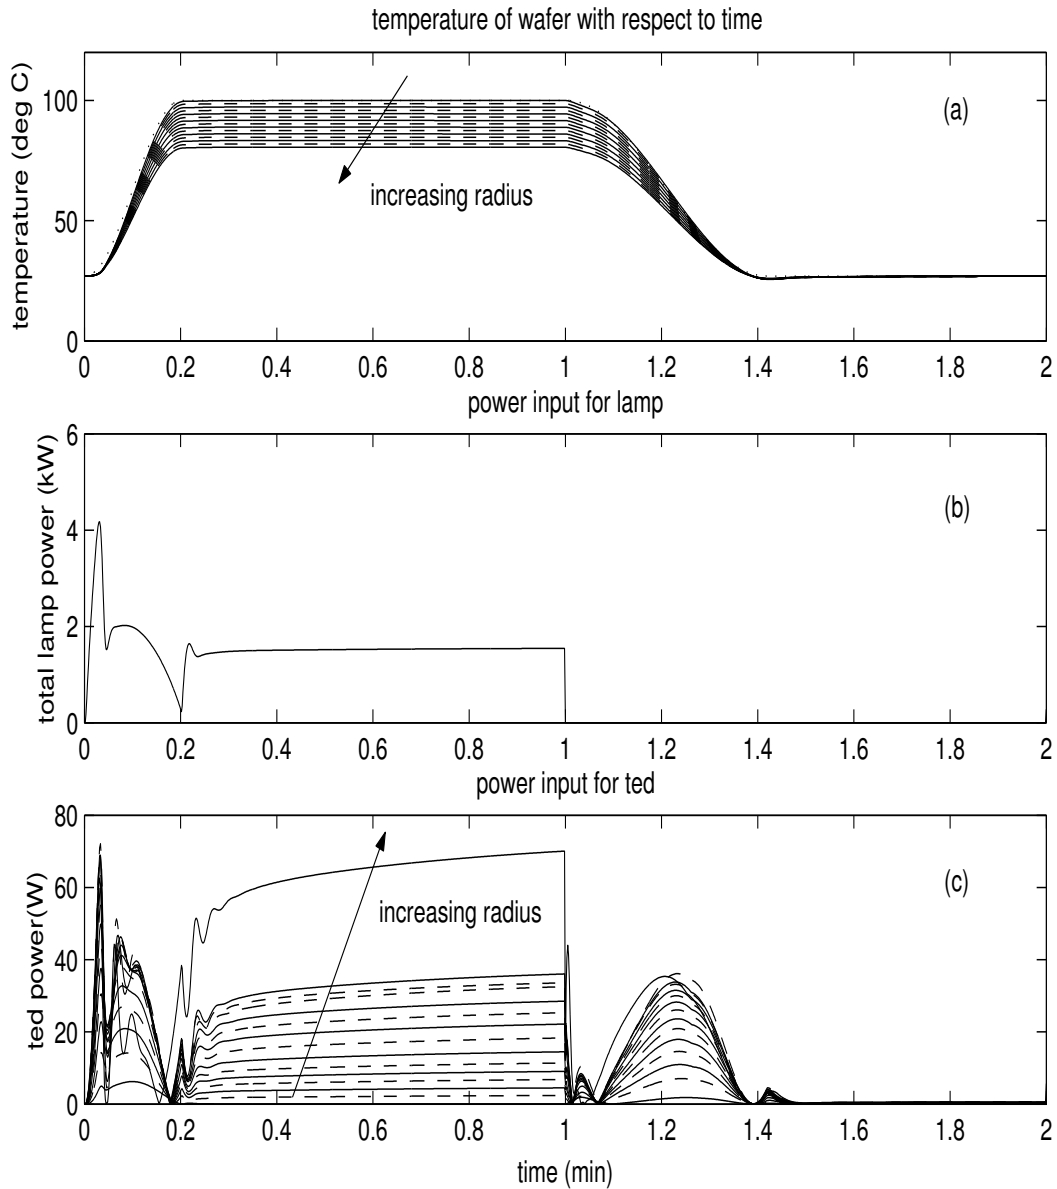 temperature of wafer with respect to time
temperature (deg C)
100
50
0
(a)
increasing radius
0 0.2 0.4 0.6 0.8 1 1.2 1.4 1.6 1.8 2
power input for lamp
total lamp power (kW)
6
4
2
0
(b)
0 0.2 0.4 0.6 0.8 1 1.2 1.4 1.6 1.8 2
power input for ted
ted power(W)
80
60
40
20
0
(c)
increasing radius
0 0.2 0.4 0.6 0.8 1 1.2 1.4 1.6 1.8 2
time (min)